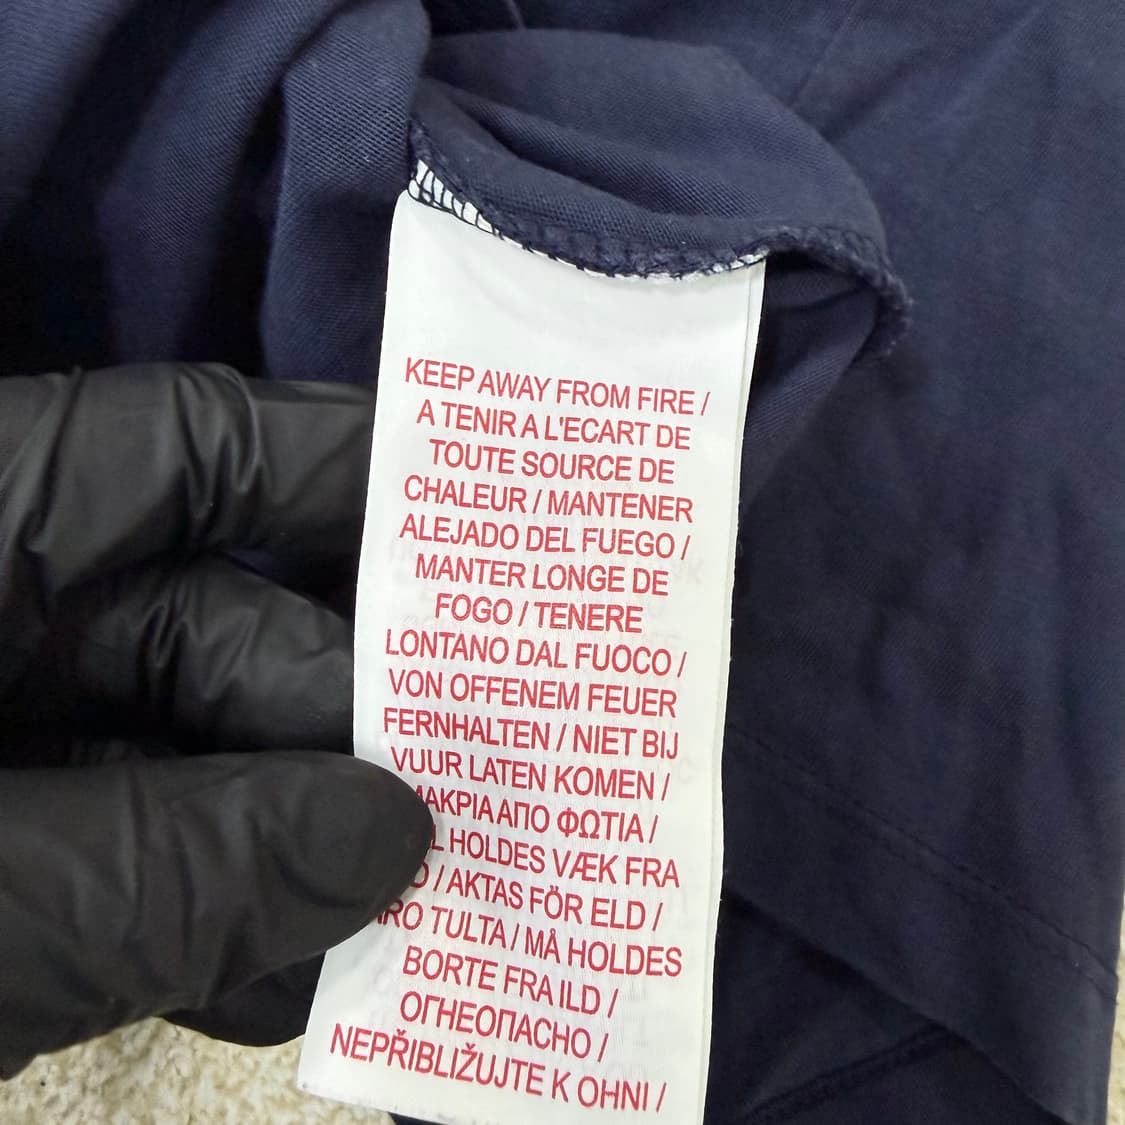 KEEP AWAY FROM FIRE /
A TENIR A L'ECART DE
TOUTE SOURCE DE
CHALEUR / MANTENER
ALEJADO DEL FUEGO /
MANTER LONGE DE
FOGO / TENERE
LONTANO DAL FUOCO /
VON OFFENEM FEUER
FERNHALTEN / NIET BIJ
VUUR LATEN KOMEN /
ΜΑΚΡΙΑ ΑΠΟ ΦΩΤΙΑ /
HOLDES VÆK FRA
/ AKTAS FÖR ELD /
TULTA / MÅ HOLDES
BORTE FRA ILD /
ОГНЕОПАСНО /
NEPŘIBLIŽUJTE K OHNI /